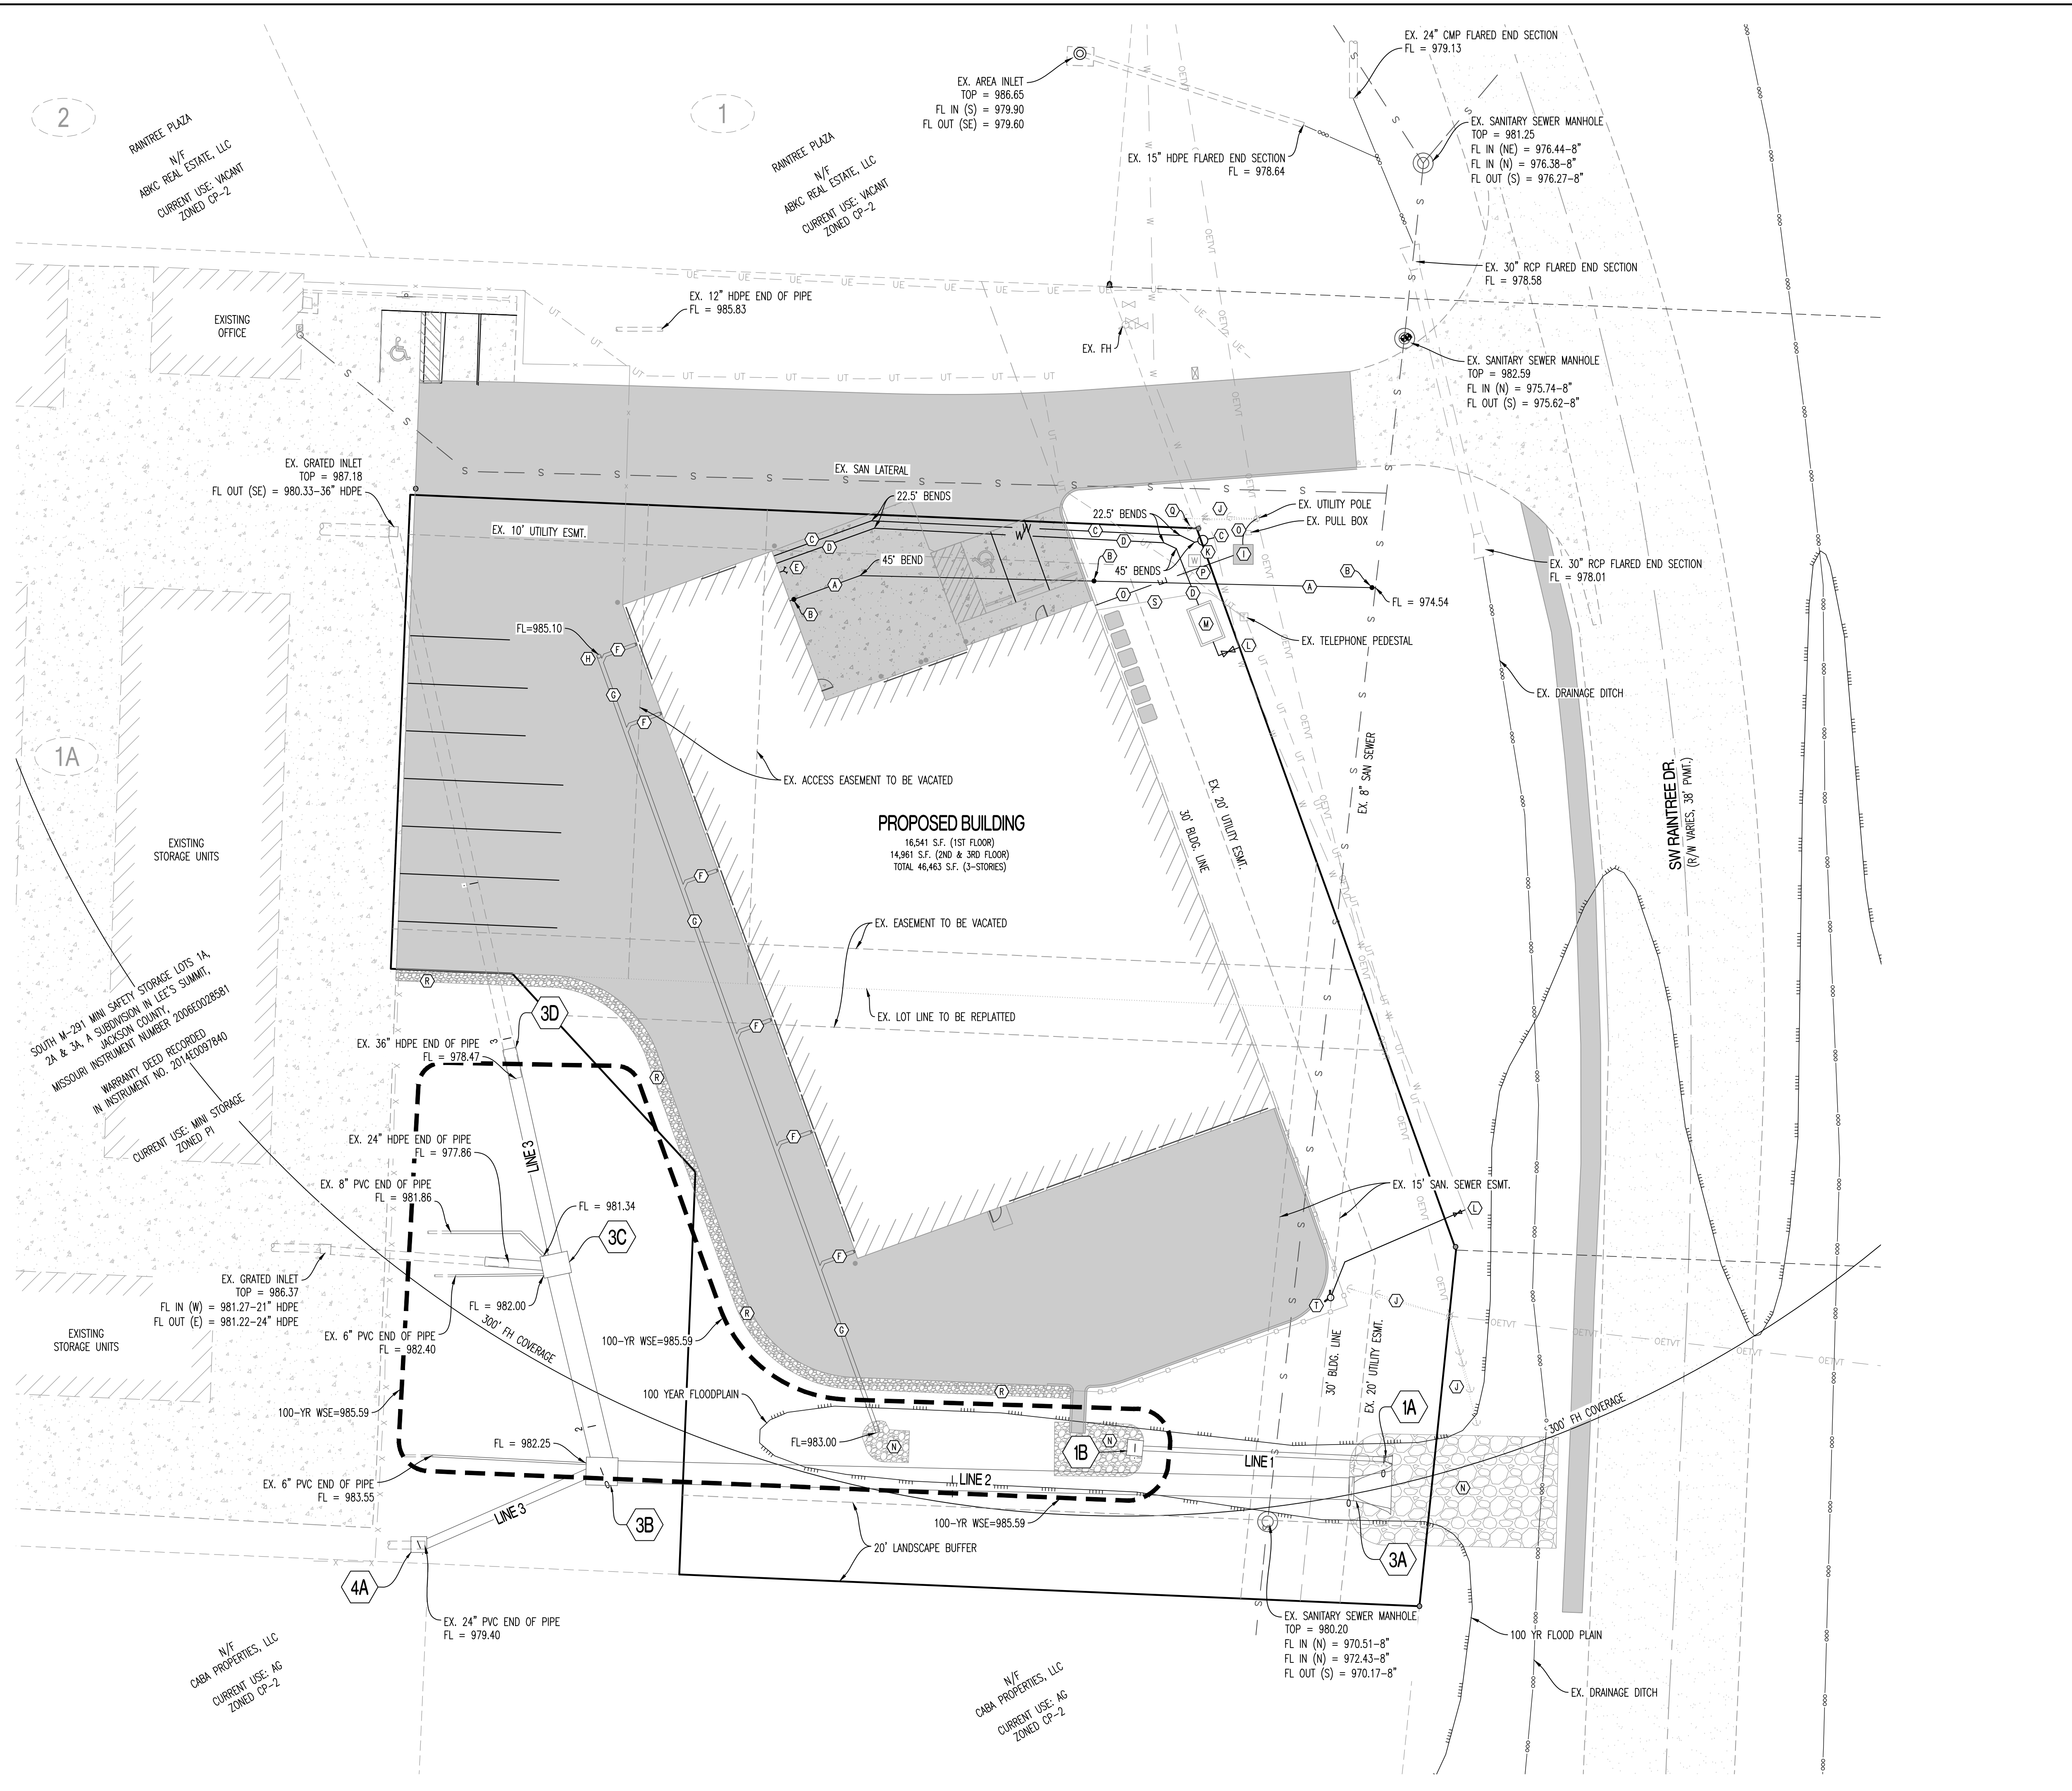 EX. 24" CMP FLARED END SECTION
FL = 979.13
EX. AREA INLET
TOP = 986.65
FL IN (S) = 979.90
FL OUT (SE) = 979.60
2
RAINTREE PLAZA
N/F
ABKC REAL ESTATE, LLC
CURRENT USE: VACANT
ZONED CP-2
1
RAINTREE PLAZA
N/F
ABKC REAL ESTATE, LLC
CURRENT USE: VACANT
ZONED CP-2
EX. SANITARY SEWER MANHOLE
TOP = 981.25
FL IN (NE) = 976.44-8"
FL IN (N) = 976.38-8"
FL OUT (S) = 976.27-8"
EX. 15" HDPE FLARED END SECTION
FL = 978.64
EX. 30" RCP FLARED END SECTION
FL = 978.58
EX. 12" HDPE END OF PIPE
FL = 985.83
EXISTING
OFFICE
EX. FH
EX. SANITARY SEWER MANHOLE
TOP = 982.59
FL IN (N) = 975.74-8"
FL OUT (S) = 975.62-8"
EX. GRATED INLET
TOP = 987.18
FL OUT (SE) = 980.33-36" HDPE
EX. SAN LATERAL
22.5° BENDS
22.5° BENDS
EX. UTILITY POLE
EX. PULL BOX
EX. 10' UTILITY ESMT.
45° BEND
45° BENDS
EX. 30" RCP FLARED END SECTION
FL = 978.01
FL = 974.54
FL=985.10
EX. TELEPHONE PEDESTAL
EX. DRAINAGE DITCH
1A
EX. ACCESS EASEMENT TO BE VACATED
EX. 8" SAN SEWER
EX. 20' UTILITY ESMT.
30' BLDG. LINE
SW RAINTREE DR.
(R/W VARIES, 38' PVMT.)
PROPOSED BUILDING
16,541 S.F. (1ST FLOOR)
14,961 S.F. (2ND & 3RD FLOOR)
TOTAL 46,463 S.F. (3-STORIES)
EXISTING
STORAGE UNITS
EX. EASEMENT TO BE VACATED
SOUTH M-291 MINI SAFETY STORAGE LOTS 1A,
2A & 3A, A SUBDIVISION IN LEE'S SUMMIT,
JACKSON COUNTY,
MISSOURI INSTRUMENT NUMBER 2006E0028581
WARRANTY DEED RECORDED
IN INSTRUMENT NO. 2014E0097840
CURRENT USE: MINI STORAGE
ZONED PI
3D
EX. LOT LINE TO BE REPLATTED
EX. 36" HDPE END OF PIPE
FL = 978.47
LINE 3
EX. 24" HDPE END OF PIPE
FL = 977.86
EX. 8" PVC END OF PIPE
FL = 981.86
FL = 981.34
3C
EX. 15' SAN. SEWER ESMT.
EX. GRATED INLET
TOP = 986.37
FL IN (W) = 981.27-21" HDPE
FL OUT (E) = 981.22-24" HDPE
FL = 982.00
300' FH COVERAGE
EX. 6" PVC END OF PIPE
FL = 982.40
EXISTING
STORAGE UNITS
100-YR WSE=985.59
30' BLDG. LINE
EX. 20' UTILITY ESMT.
100 YEAR FLOODPLAIN
100-YR WSE=985.59
1A
300' FH COVERAGE
FL = 982.25
FL=983.00
1B
LINE 1
LINE 2
EX. 6" PVC END OF PIPE
FL = 983.55
LINE 3
3B
100-YR WSE=985.59
20' LANDSCAPE BUFFER
3A
4A
EX. 24" PVC END OF PIPE
FL = 979.40
EX. SANITARY SEWER MANHOLE
TOP = 980.20
FL IN (N) = 970.51-8"
FL IN (N) = 972.43-8"
FL OUT (S) = 970.17-8"
100 YR FLOOD PLAIN
EX. DRAINAGE DITCH
N/F
CABA PROPERTIES, LLC
CURRENT USE: AG
ZONED CP-2
N/F
CABA PROPERTIES, LLC
CURRENT USE: AG
ZONED CP-2